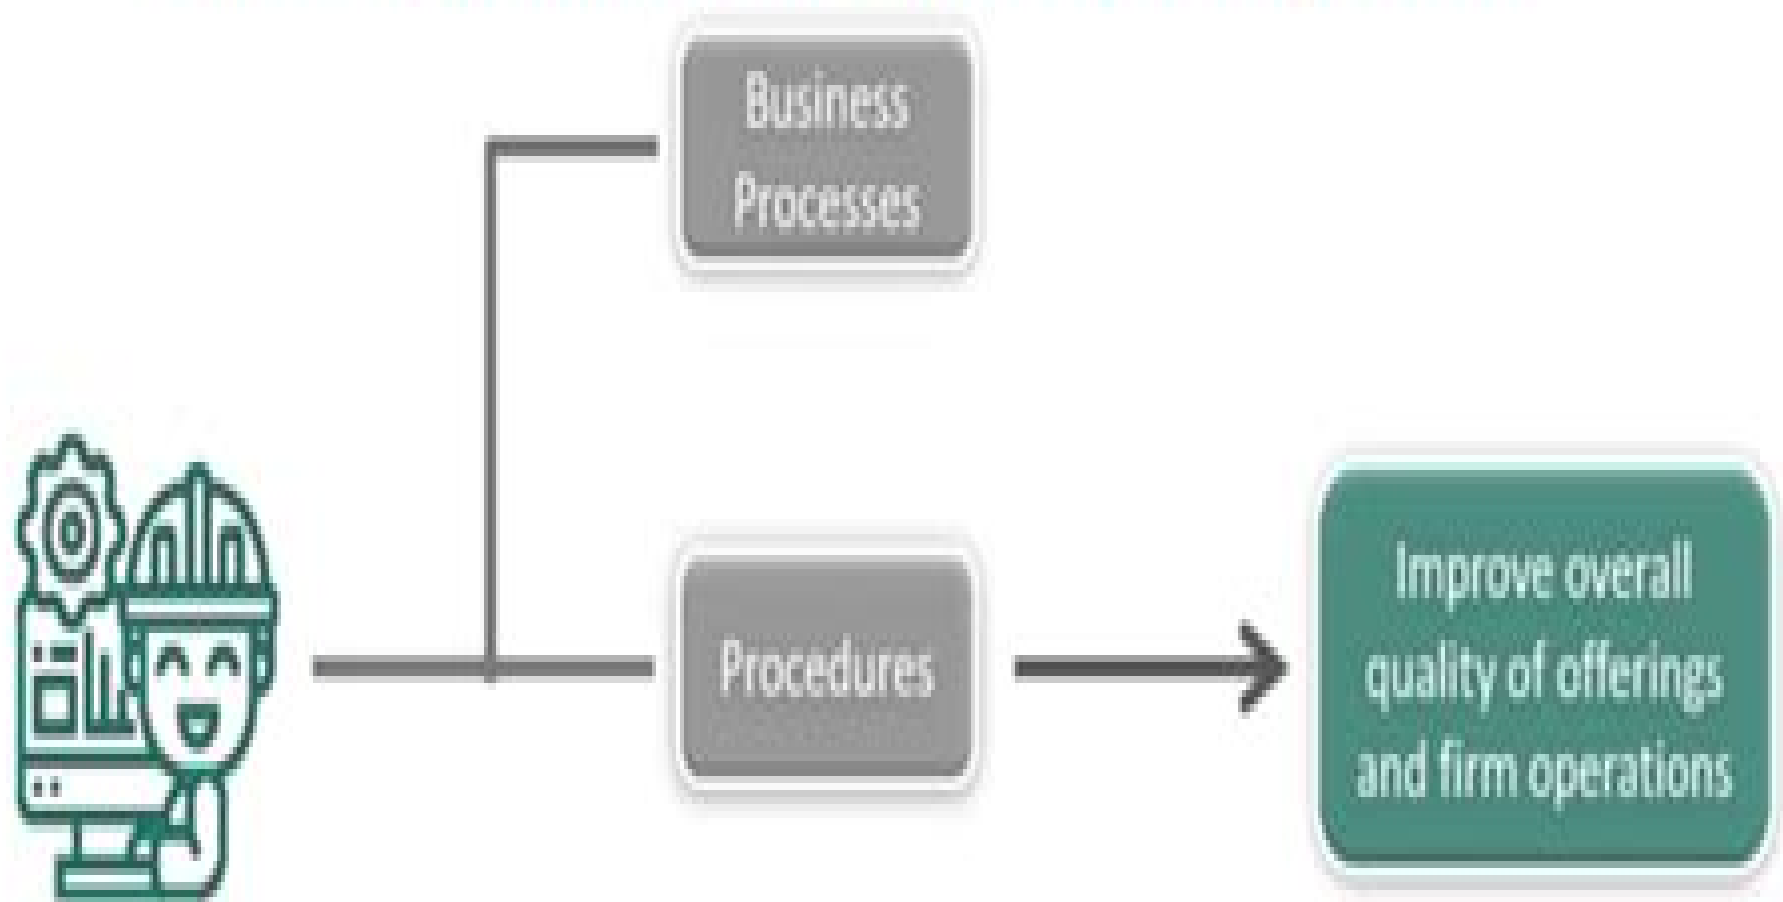 Business
Processes
Procedures
Improve overall
quality of offerings
and firm operations